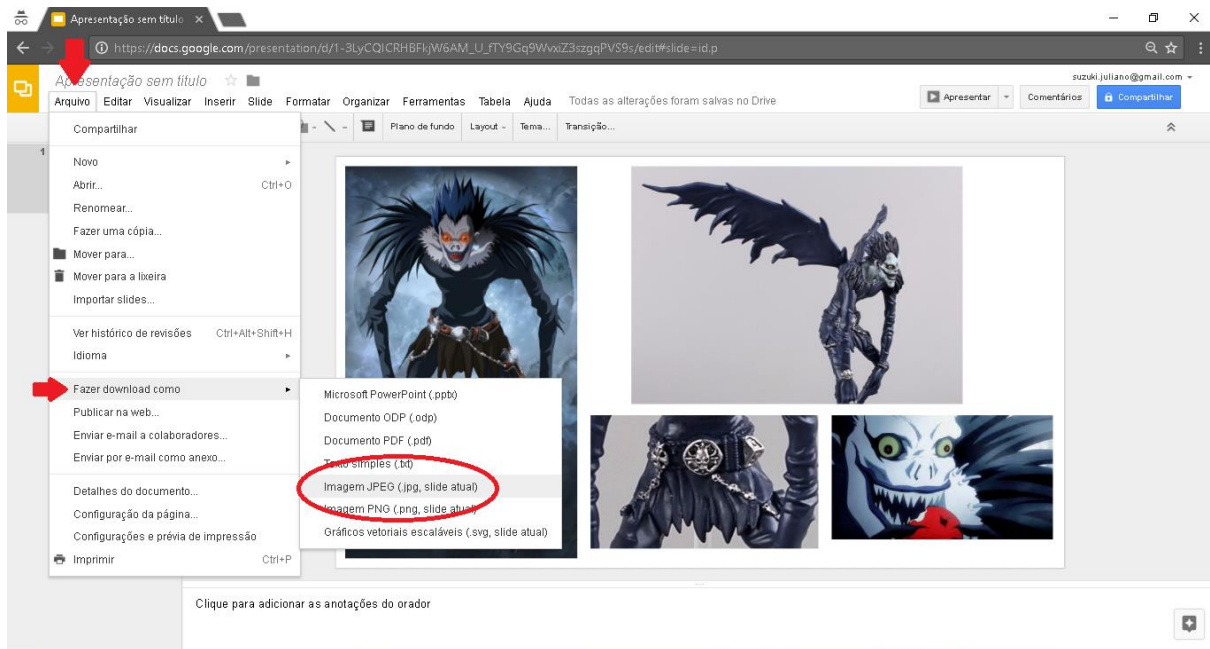 Apresentação sem título
https://docs.google.com/presentation/d/1-3LyCQICRHBFkjW6AM_U_fTY9Gq9WvxiZ3szgqPVS9s/edit#slide=id.p
Apresentação sem título
suzuki.juliano@gmail.com
Arquivo Editar Visualizar Inserir Slide Formatar Organizar Ferramentas Tabela Ajuda Todas as alterações foram salvas no Drive
Apresentar Comentários Compartilhar
Plano de fundo Layout Tema... Transição...
1
Compartilhar
Novo
Abrir... Ctrl+O
Renomear...
Fazer uma cópia...
Mover para...
Mover para a lixeira
Importar slides...
Ver histórico de revisões Ctrl+Alt+Shift+H
Idioma
Fazer download como
Publicar na web...
Enviar e-mail a colaboradores...
Enviar por e-mail como anexo...
Detalhes do documento...
Configuração da página...
Configurações e prévia de impressão
Imprimir Ctrl+P
Microsoft PowerPoint (.pptx)
Documento ODP (.odp)
Documento PDF (.pdf)
Texto simples (.txt)
Imagem JPEG (.jpg, slide atual)
Imagem PNG (.png, slide atual)
Gráficos vetoriais escaláveis (.svg, slide atual)
Clique para adicionar as anotações do orador